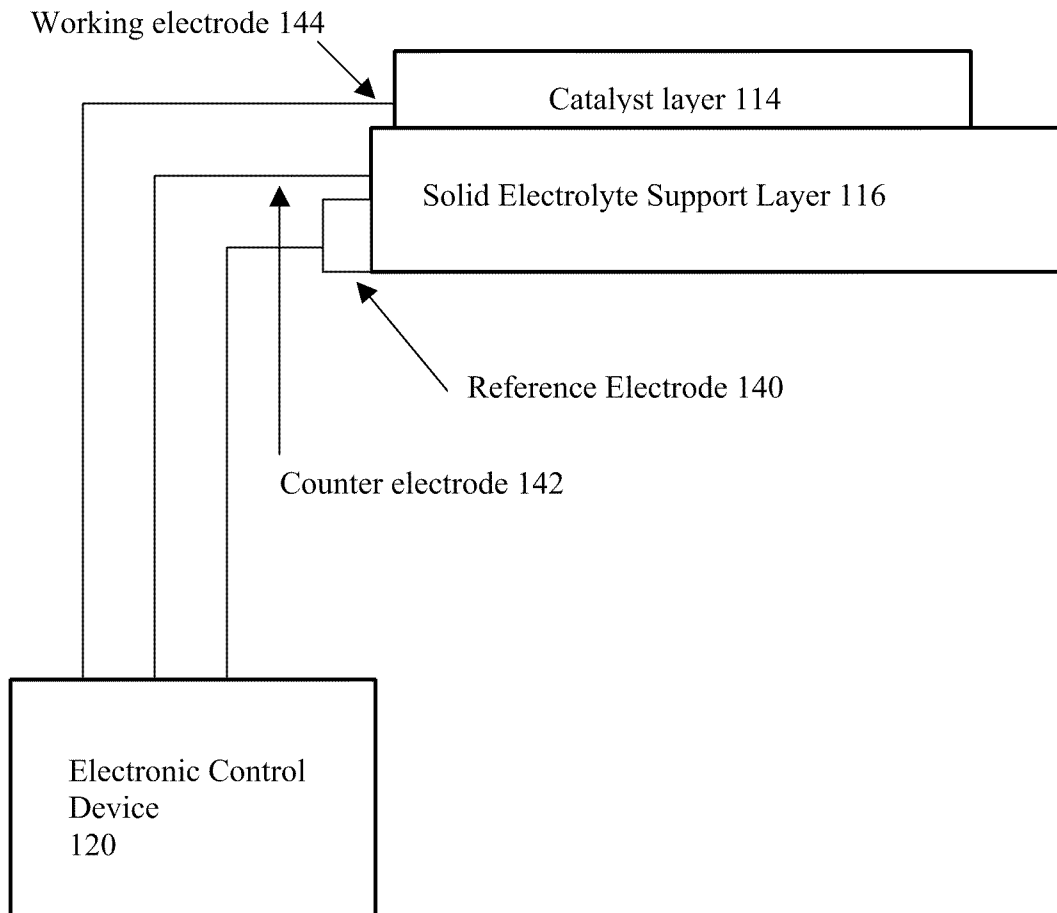 Working electrode 144
Catalyst layer 114
Solid Electrolyte Support Layer 116
Reference Electrode 140
Counter electrode 142
Electronic Control
Device
120